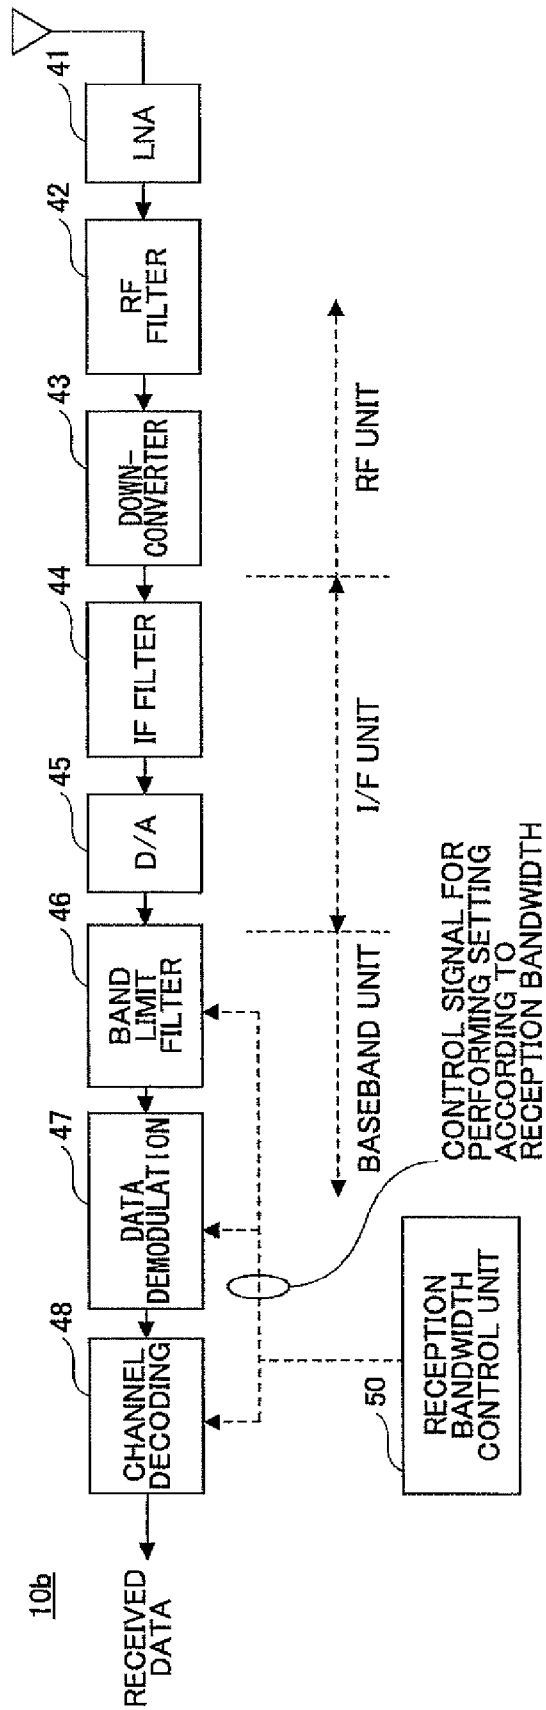 10b
RECEIVED
DATA
48
CHANNEL
DECODING
47
DATA
DEMODULATION
46
BAND
LIMIT
FILTER
45
D/A
44
IF FILTER
43
DOWN-
CONVERTER
42
RF
FILTER
41
LNA
BASEBAND UNIT
I/F UNIT
RF UNIT
50
RECEPTION
BANDWIDTH
CONTROL UNIT
CONTROL SIGNAL FOR
PERFORMING SETTING
ACCORDING TO
RECEPTION BANDWIDTH